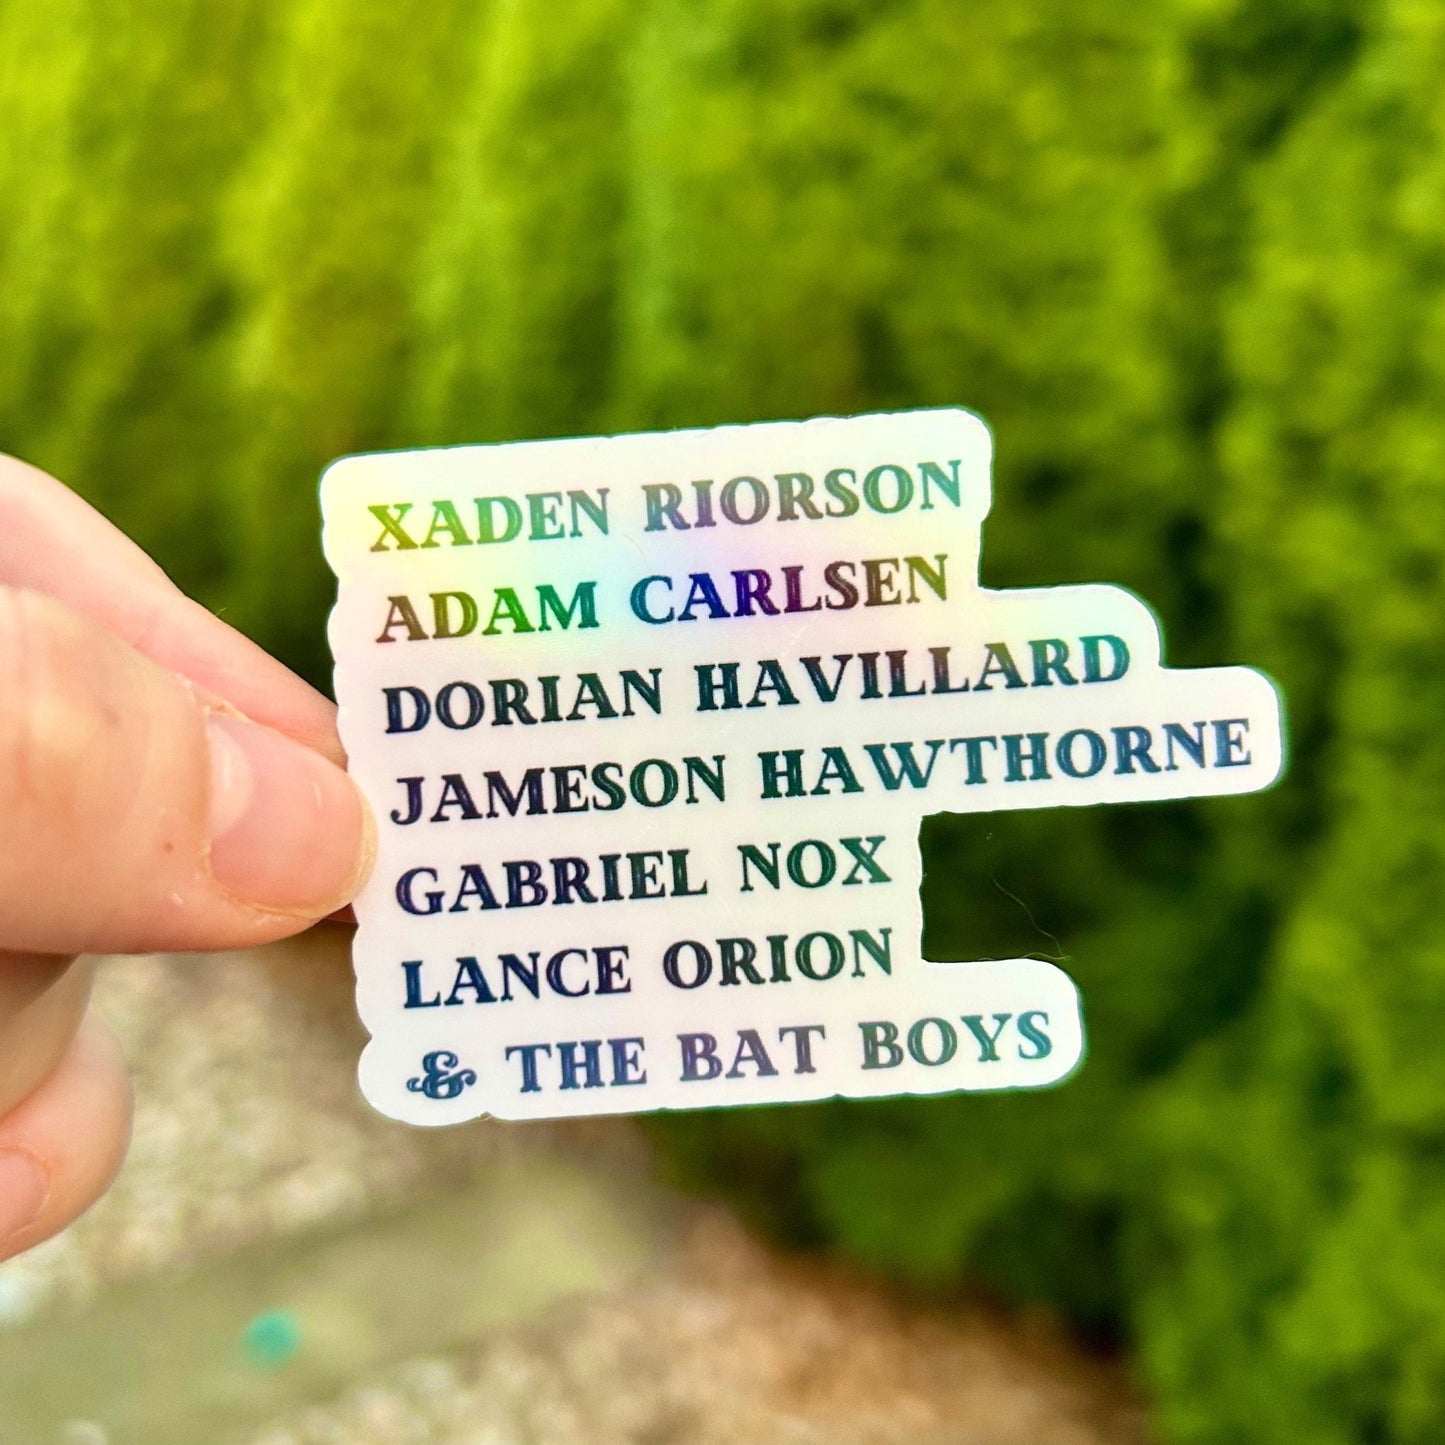 XADEN RIORSON
ADAM CARLSEN
DORIAN HAVILLARD
JAMESON HAWTHORNE
GABRIEL NOX
LANCE ORION
& THE BAT BOYS